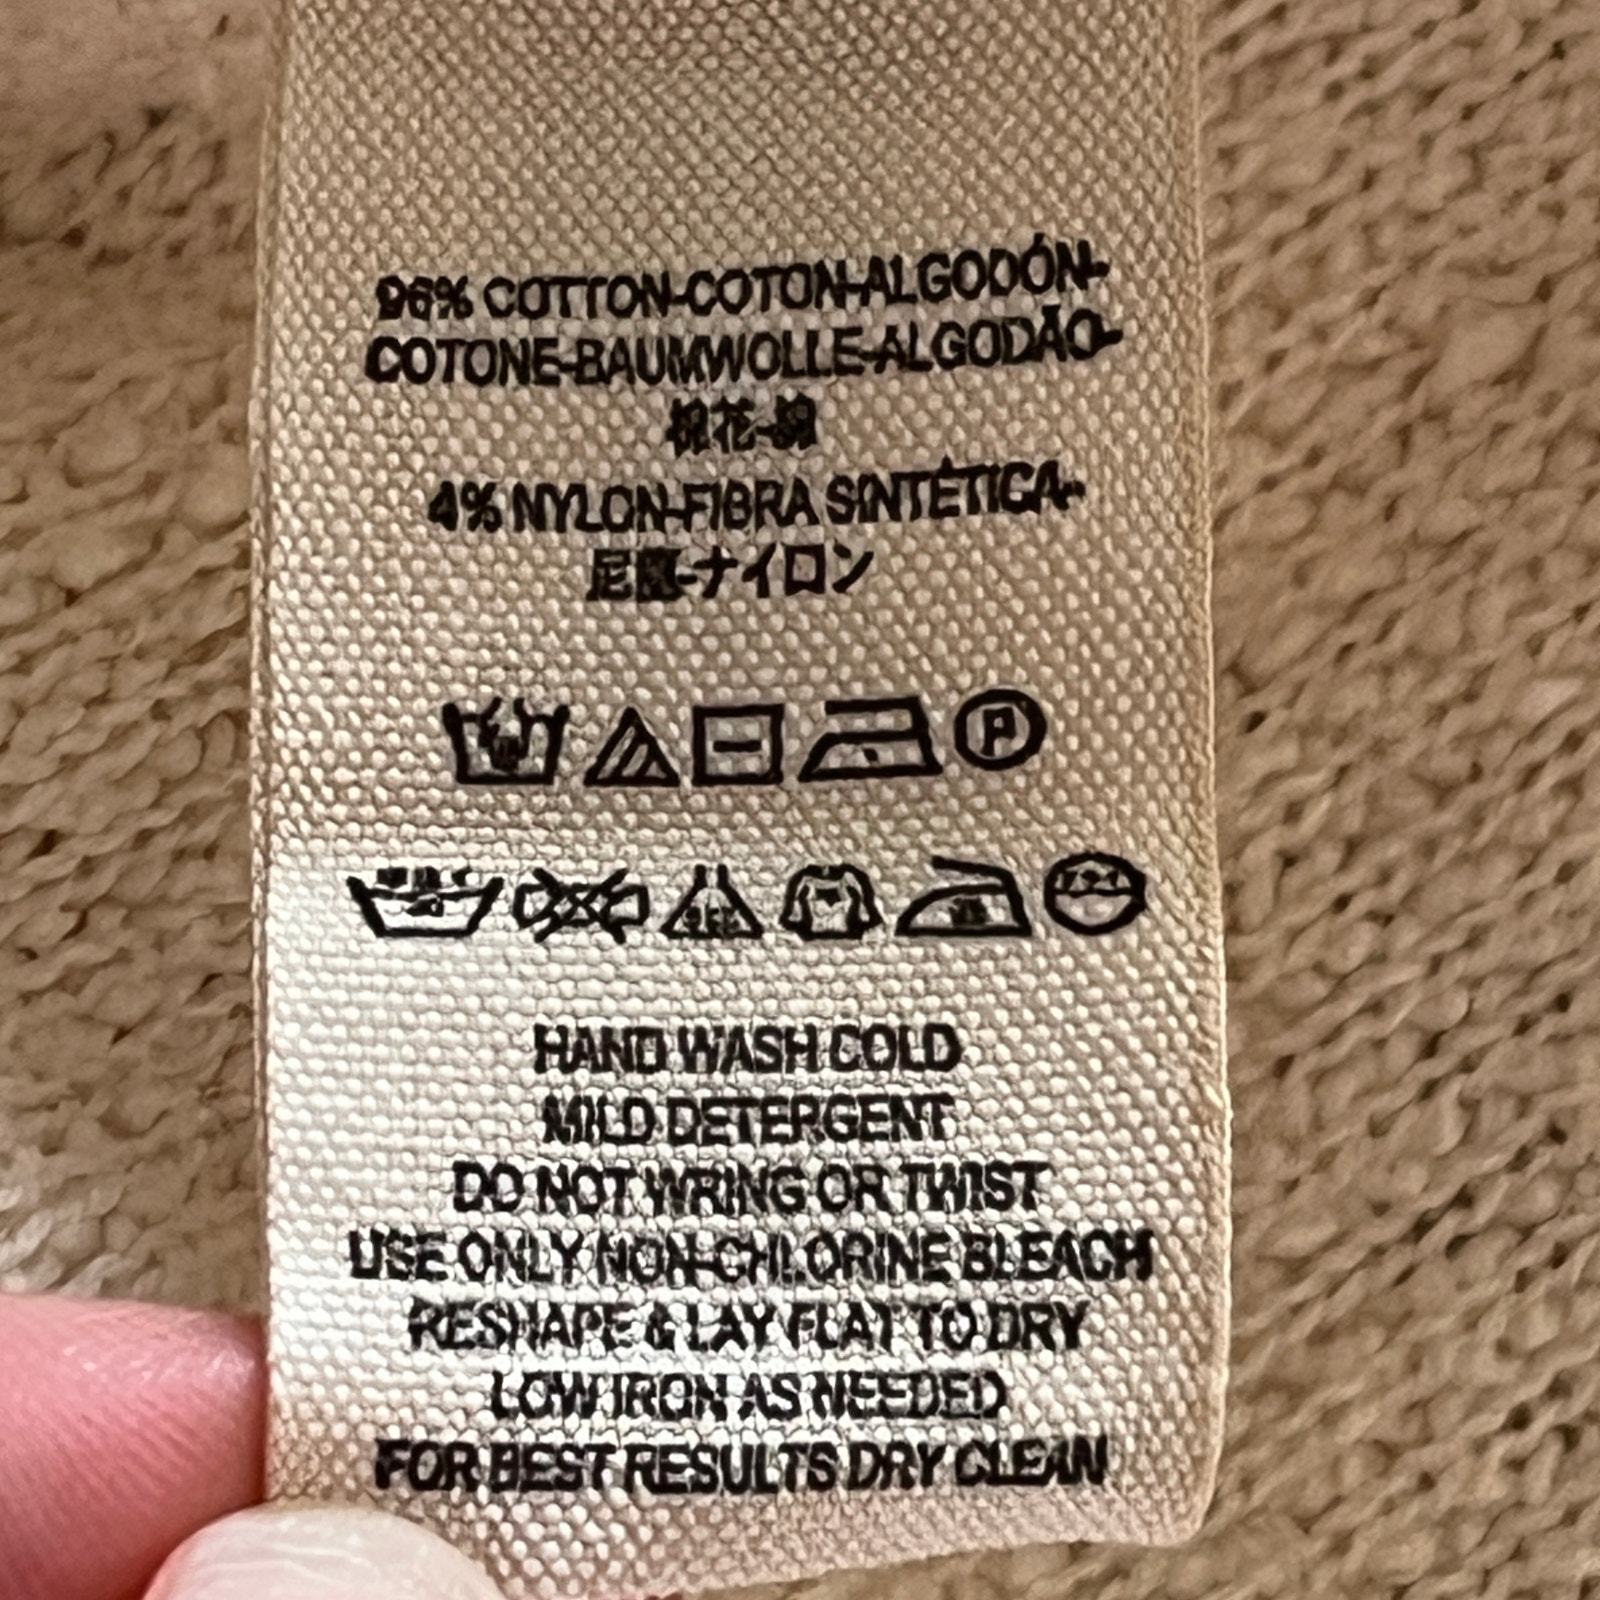 96% COTTON-COTON-ALGODÓN-
COTONE-BAUMWOLLE-ALGODÃO-
棉花-綿
4% NYLON-FIBRA SINTÉTICA-
尼龍-ナイロン
P
HAND WASH COLD
MILD DETERGENT
DO NOT WRING OR TWIST
USE ONLY NON-CHLORINE BLEACH
RESHAPE & LAY FLAT TO DRY
LOW IRON AS NEEDED
FOR BEST RESULTS DRY CLEAN